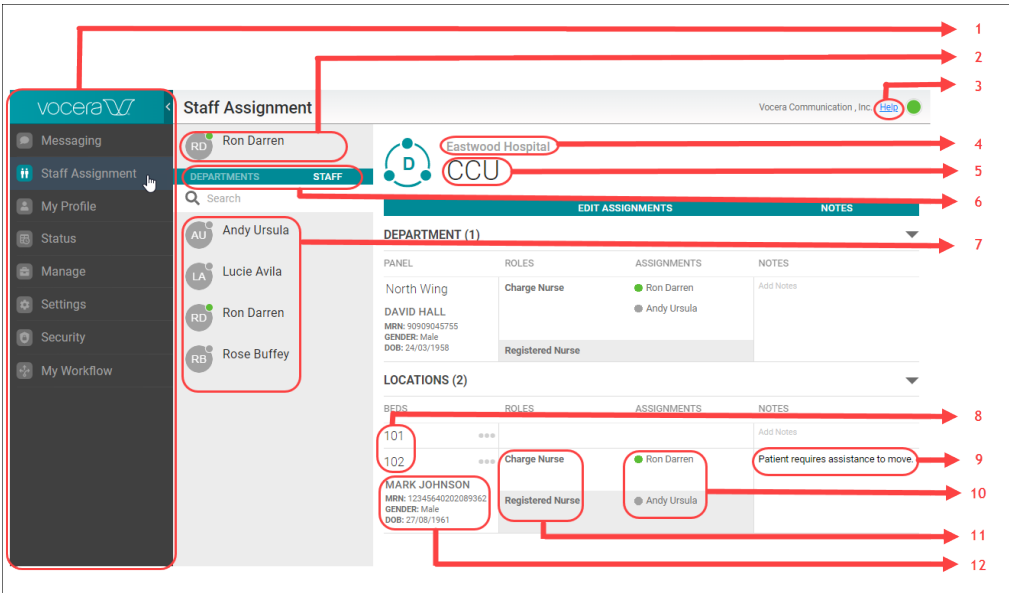 1
2
3
vocera
< Staff Assignment
Vocera Communication , Inc. Help
Messaging
Staff Assignment
My Profile
Status
Manage
Settings
Security
My Workflow
RD Ron Darren
DEPARTMENTS STAFF
Search
AU Andy Ursula
LA Lucie Avila
RD Ron Darren
RB Rose Buffey
D
Eastwood Hospital
4
CCU
5
6
EDIT ASSIGNMENTS NOTES
DEPARTMENT (1)
7
PANEL ROLES ASSIGNMENTS NOTES
North Wing Charge Nurse Ron Darren Add Notes
Andy Ursula
DAVID HALL
MRN: 90909045755
GENDER: Male
DOB: 24/03/1958
Registered Nurse
LOCATIONS (2)
BEDS ROLES ASSIGNMENTS NOTES
8
101 Add Notes
102 Charge Nurse Ron Darren Patient requires assistance to move.
9
MARK JOHNSON
MRN: 12345640202089362
GENDER: Male
DOB: 27/08/1961
Registered Nurse Andy Ursula
10
11
12